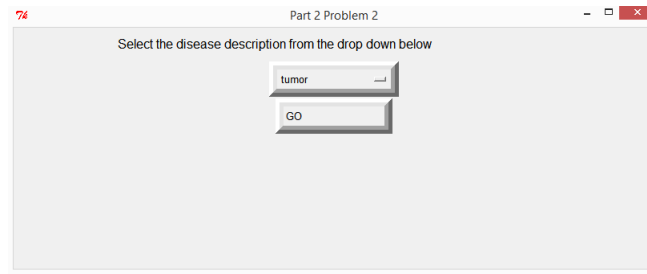 Part 2 Problem 2
Select the disease description from the drop down below
tumor
GO